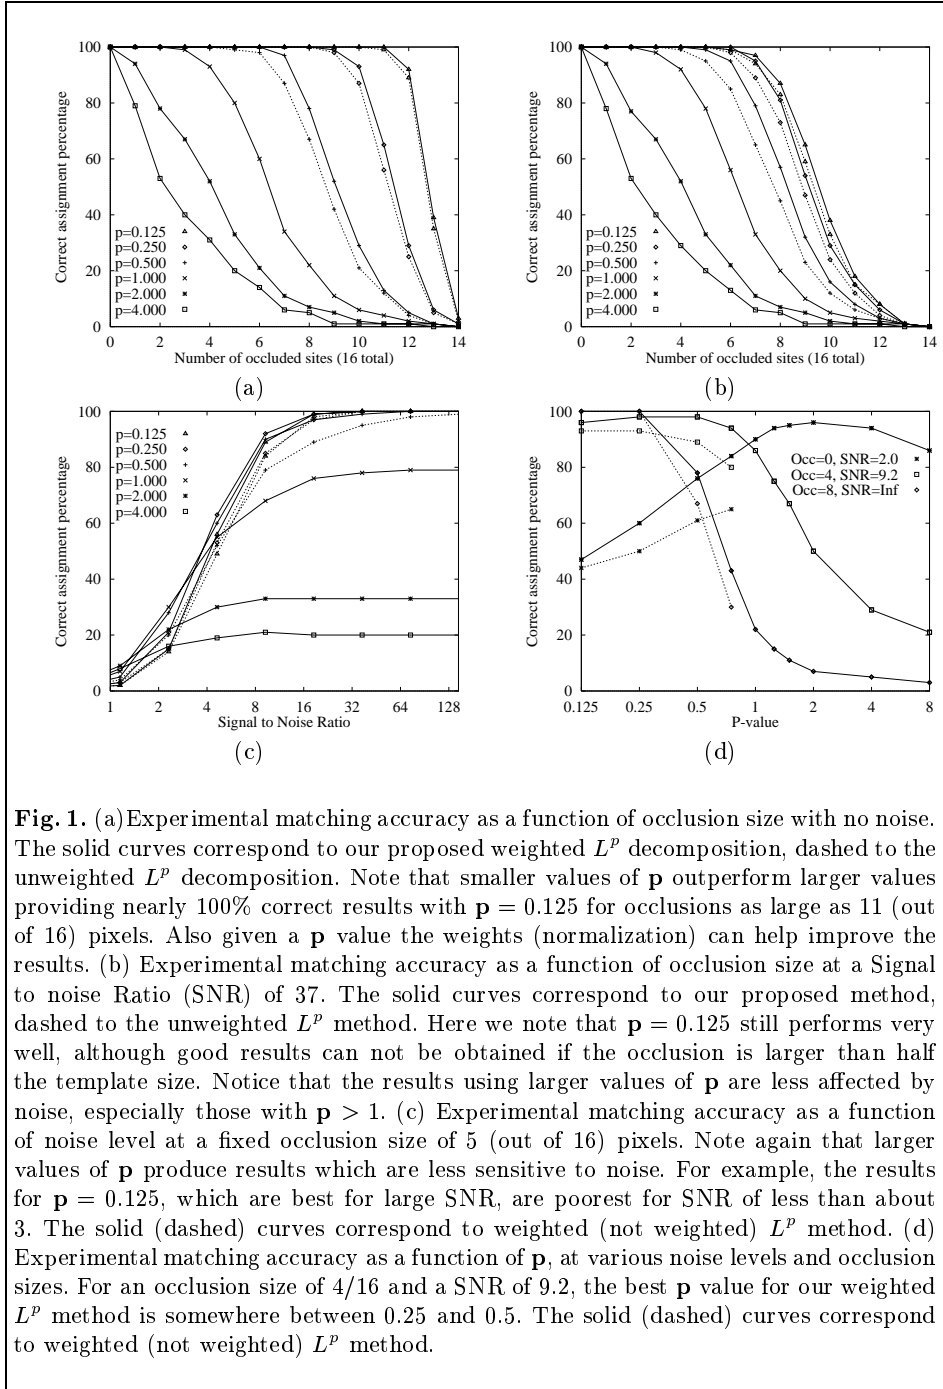 100
80
60
40
20
0
Correct assignment percentage
p=0.125
p=0.250
p=0.500
p=1.000
p=2.000
p=4.000
0 2 4 6 8 10 12 14
Number of occluded sites (16 total)
(a)
100
80
60
40
20
0
Correct assignment percentage
p=0.125
p=0.250
p=0.500
p=1.000
p=2.000
p=4.000
0 2 4 6 8 10 12 14
Number of occluded sites (16 total)
(b)
100
80
60
40
20
0
Correct assignment percentage
p=0.125
p=0.250
p=0.500
p=1.000
p=2.000
p=4.000
1 2 4 8 16 32 64 128
Signal to Noise Ratio
(c)
100
80
60
40
20
0
Correct assignment percentage
Occ=0, SNR=2.0
Occ=4, SNR=9.2
Occ=8, SNR=Inf
0.125 0.25 0.5 1 2 4 8
P-value
(d)
Fig. 1. (a)Experimental matching accuracy as a function of occlusion size with no noise.
The solid curves correspond to our proposed weighted L^p decomposition, dashed to the
unweighted L^p decomposition. Note that smaller values of p outperform larger values
providing nearly 100% correct results with p = 0.125 for occlusions as large as 11 (out
of 16) pixels. Also given a p value the weights (normalization) can help improve the
results. (b) Experimental matching accuracy as a function of occlusion size at a Signal
to noise Ratio (SNR) of 37. The solid curves correspond to our proposed method,
dashed to the unweighted L^p method. Here we note that p = 0.125 still performs very
well, although good results can not be obtained if the occlusion is larger than half
the template size. Notice that the results using larger values of p are less affected by
noise, especially those with p > 1. (c) Experimental matching accuracy as a function
of noise level at a fixed occlusion size of 5 (out of 16) pixels. Note again that larger
values of p produce results which are less sensitive to noise. For example, the results
for p = 0.125, which are best for large SNR, are poorest for SNR of less than about
3. The solid (dashed) curves correspond to weighted (not weighted) L^p method. (d)
Experimental matching accuracy as a function of p, at various noise levels and occlusion
sizes. For an occlusion size of 4/16 and a SNR of 9.2, the best p value for our weighted
L^p method is somewhere between 0.25 and 0.5. The solid (dashed) curves correspond
to weighted (not weighted) L^p method.